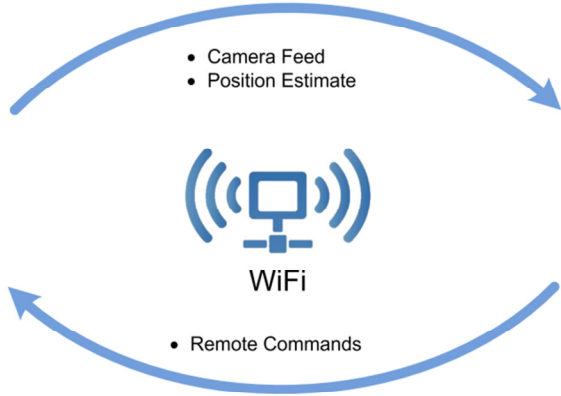 • Camera Feed
• Position Estimate
WiFi
• Remote Commands